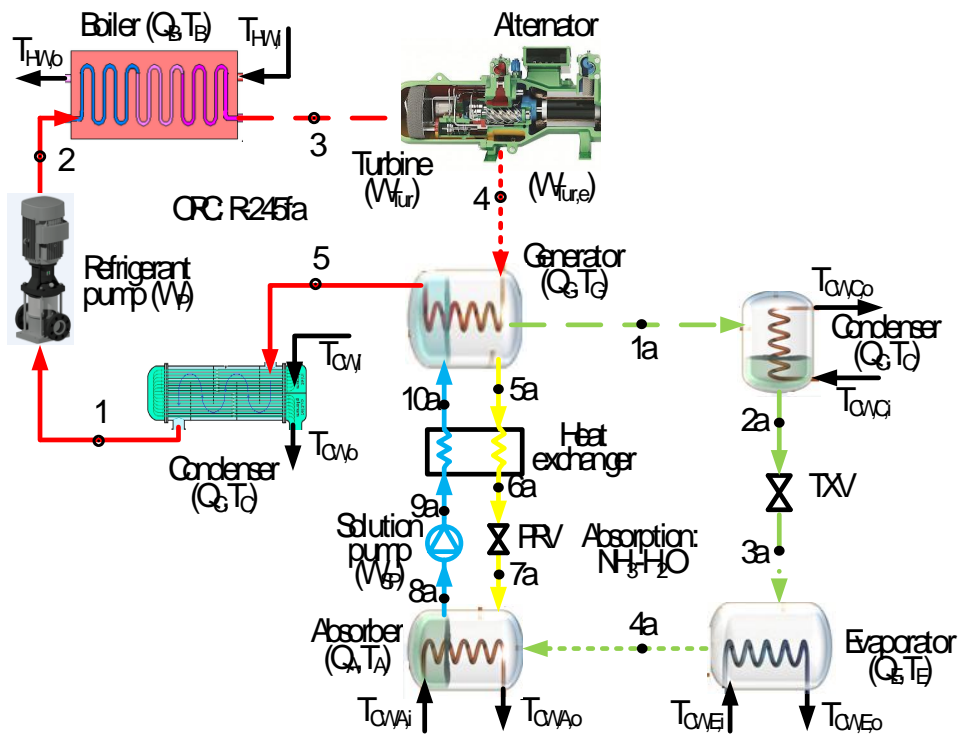 Boiler (QB,TB)
THW,i
THW,o
Alternator
3
2
Turbine
(WTur)
(WTur,e)
4
ORC: R-245fa
Generator
(QG,TG)
5
Refrigerant
pump (WP)
TCW,C,o
Condenser
(QG,TC)
1a
TCW,i
TCW,C,i
10a
5a
2a
1
TCW,o
Heat
exchanger
Condenser
(QG,TC)
6a
TXV
9a
Solution
pump
(WSP)
PRV
Absorption:
NH3-H2O
3a
8a
7a
Absorber
(QA,TA)
4a
Evaporator
(QE,TE)
TCW,A,i
TCW,A,o
TCW,E,i
TCW,E,o